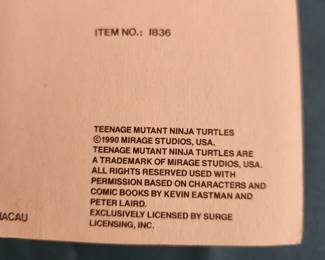 ITEM NO.: 1836
TEENAGE MUTANT NINJA TURTLES
©1990 MIRAGE STUDIOS, USA.
TEENAGE MUTANT NINJA TURTLES ARE
A TRADEMARK OF MIRAGE STUDIOS, USA.
ALL RIGHTS RESERVED USED WITH
PERMISSION BASED ON CHARACTERS AND
COMIC BOOKS BY KEVIN EASTMAN AND
PETER LAIRD.
EXCLUSIVELY LICENSED BY SURGE
LICENSING, INC.
ACAU